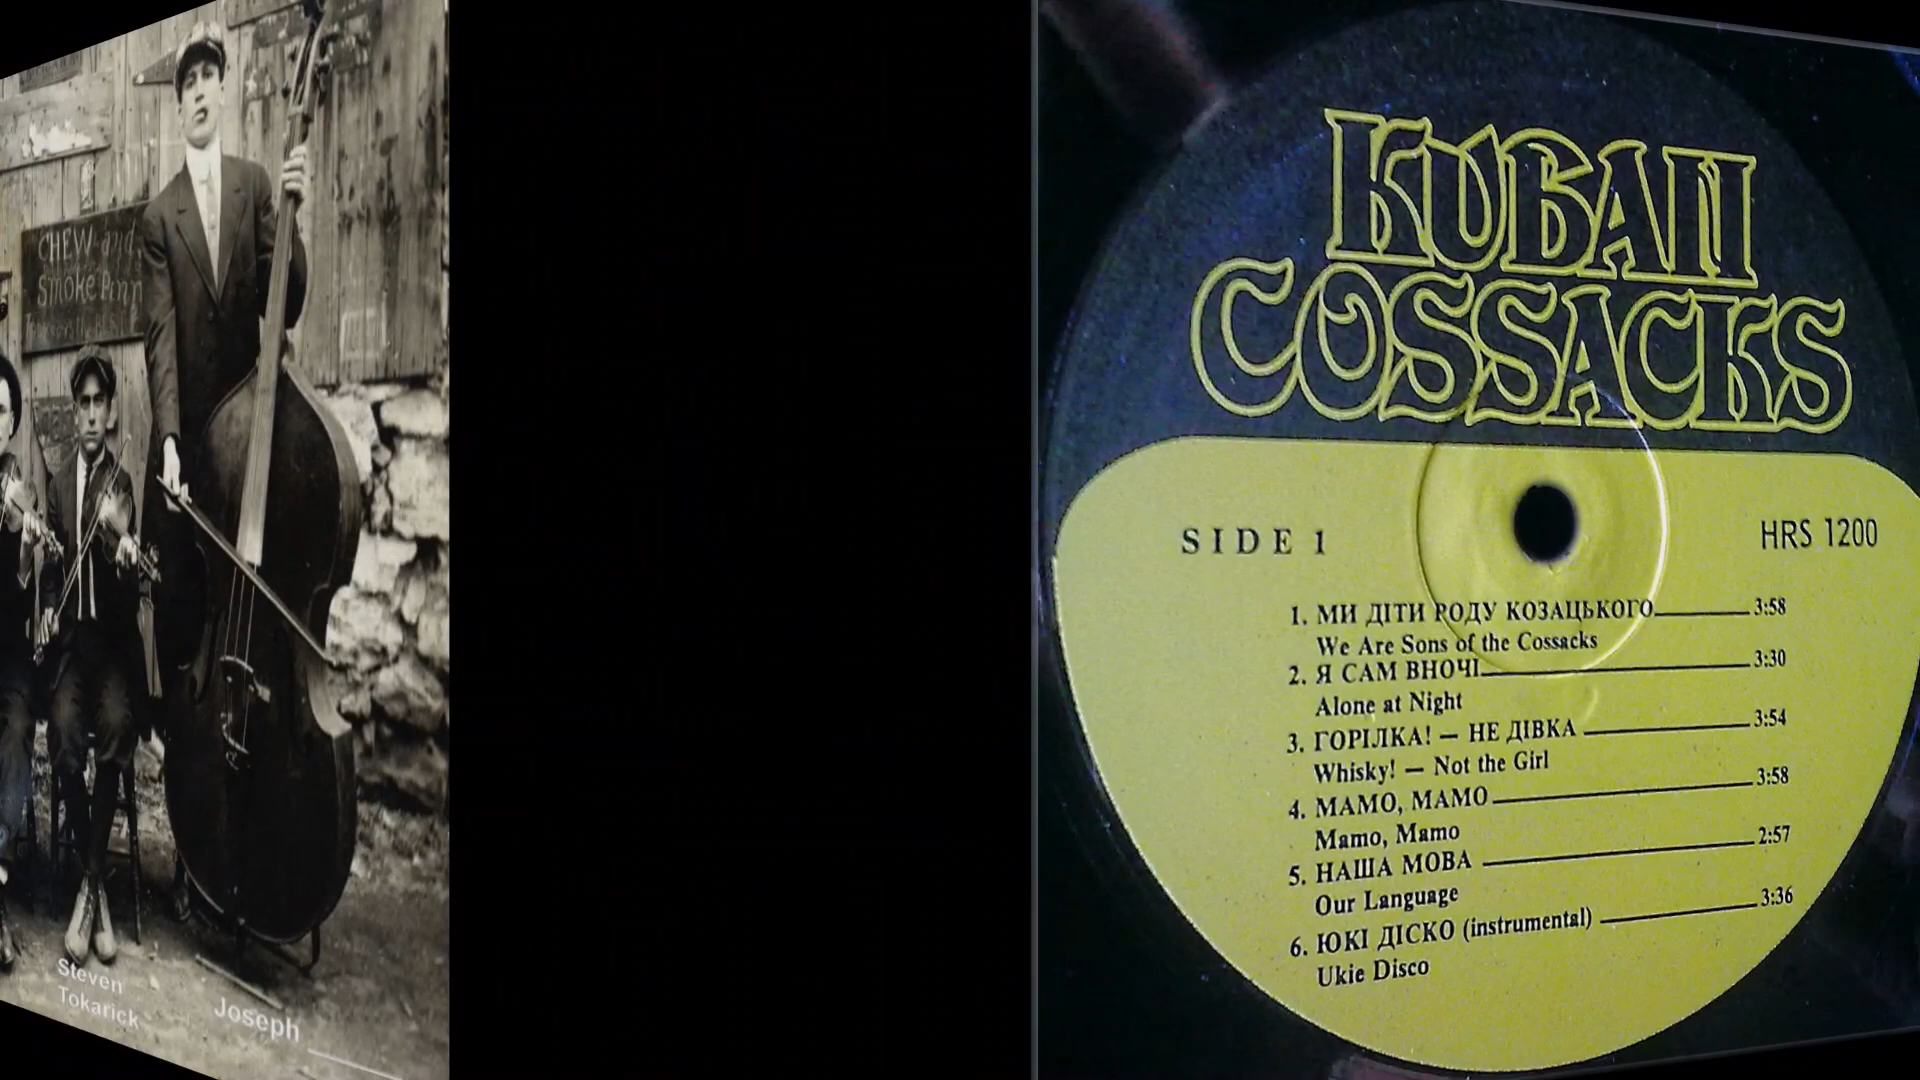 CHEW and
Smoke Penn
Steven
Tokarick
Joseph
KUBAN
COSSACKS
SIDE 1
HRS 1200
1. МИ ДІТИ РОДУ КОЗАЦЬКОГО 3:58
We Are Sons of the Cossacks
2. Я САМ ВНОЧІ 3:30
Alone at Night
3. ГОРІЛКА! — НЕ ДІВКА 3:54
Whisky! — Not the Girl
4. МАМО, МАМО 3:58
Mamo, Mamo
5. НАША МОВА 2:57
Our Language
6. ЮКІ ДІСКО (instrumental) 3:36
Ukie Disco